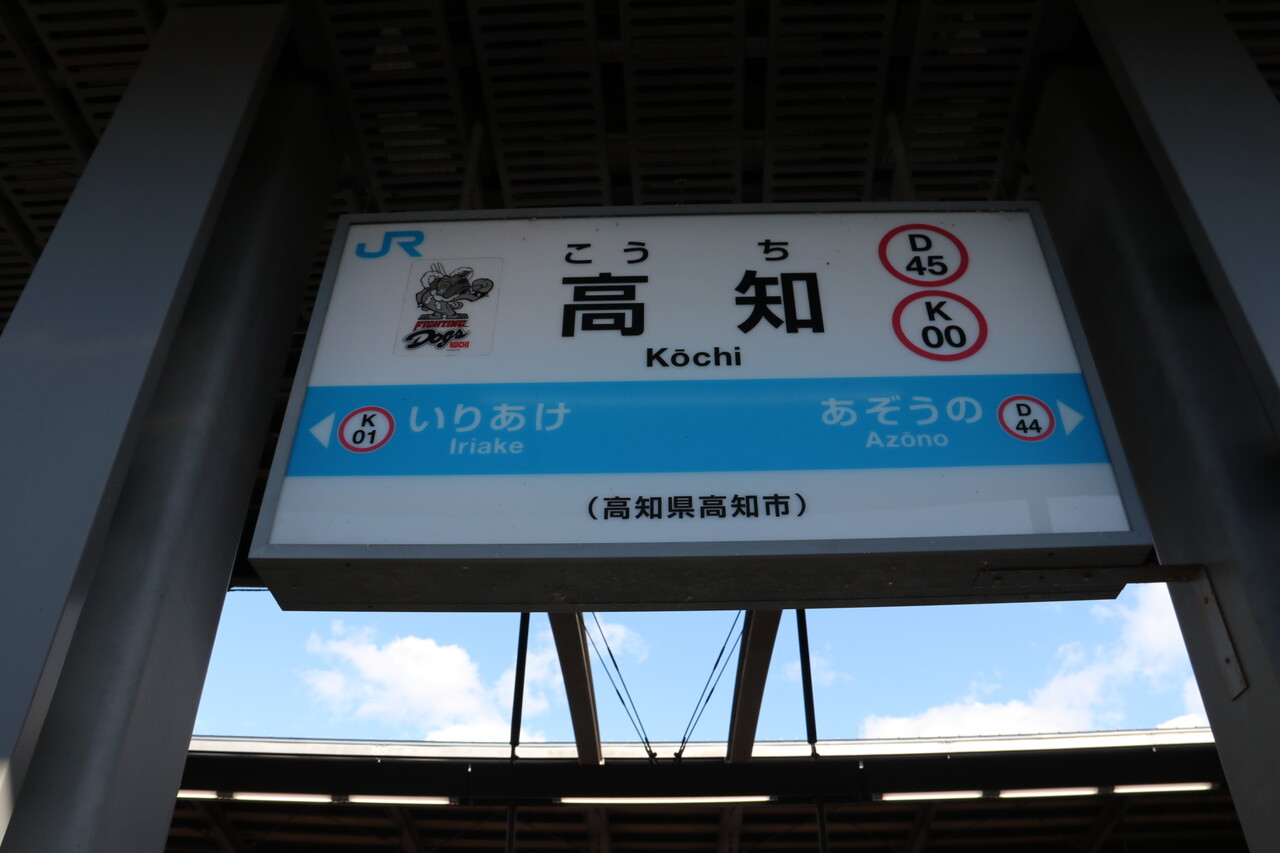 JR
こうち
高知
Kōchi
D
45
K
00
FIGHTING
Dogs
KOCHI
K
01
いりあけ
Iriake
あぞうの
Azōno
D
44
(高知県高知市)